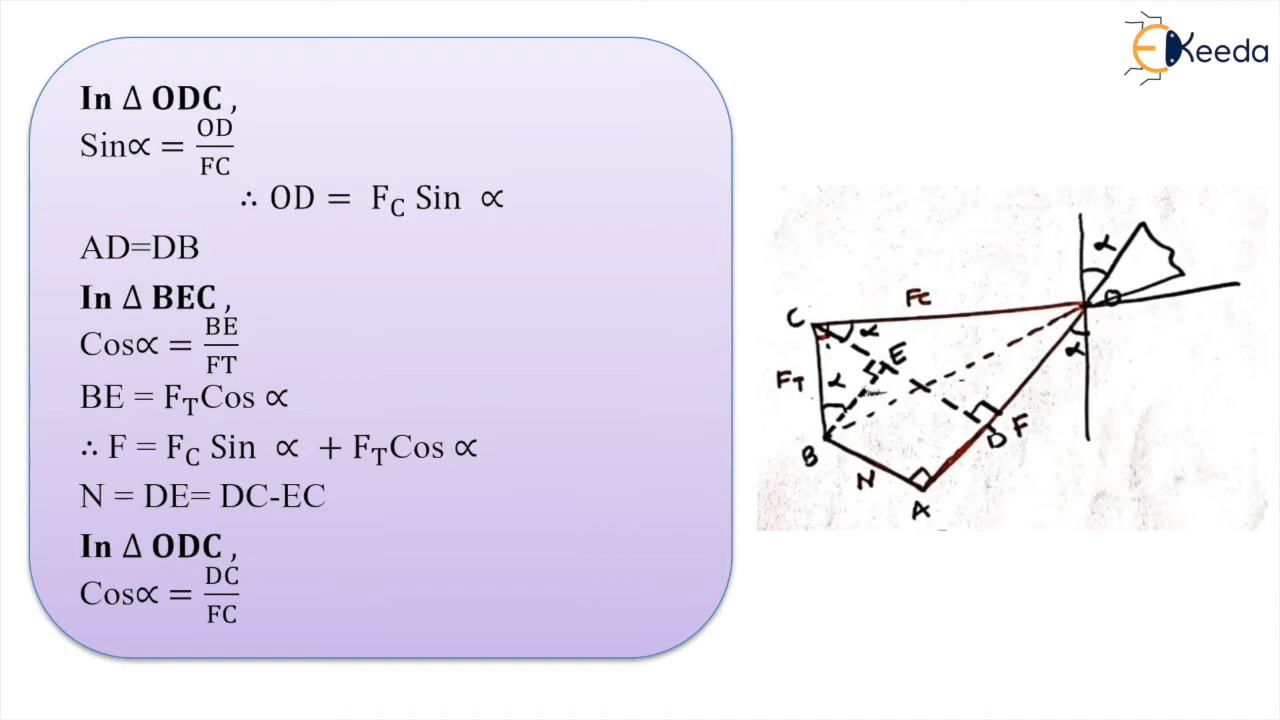 EKeeda
In Δ ODC ,
Sin∝ = OD/FC
∴ OD = F_C Sin ∝
AD=DB
In Δ BEC,
Cos∝ = BE/FT
BE = F_TCos ∝
∴ F = F_C Sin ∝ + F_TCos ∝
N = DE= DC-EC
In Δ ODC ,
Cos∝ = DC/FC
α
O
FC
C
α
E
α
FT
α
D
F
B
N
A